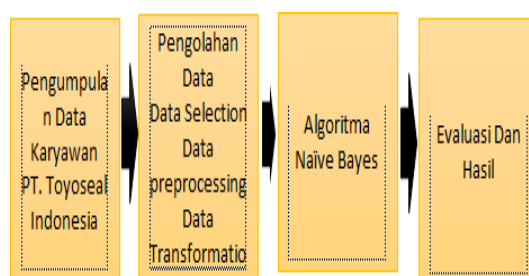 Pengumpula
n Data
Karyawan
PT. Toyoseal
Indonesia
Pengolahan
Data
Data Selection
Data
preprocessing
Data
Transformatio
Algoritma
Naïve Bayes
Evaluasi Dan
Hasil